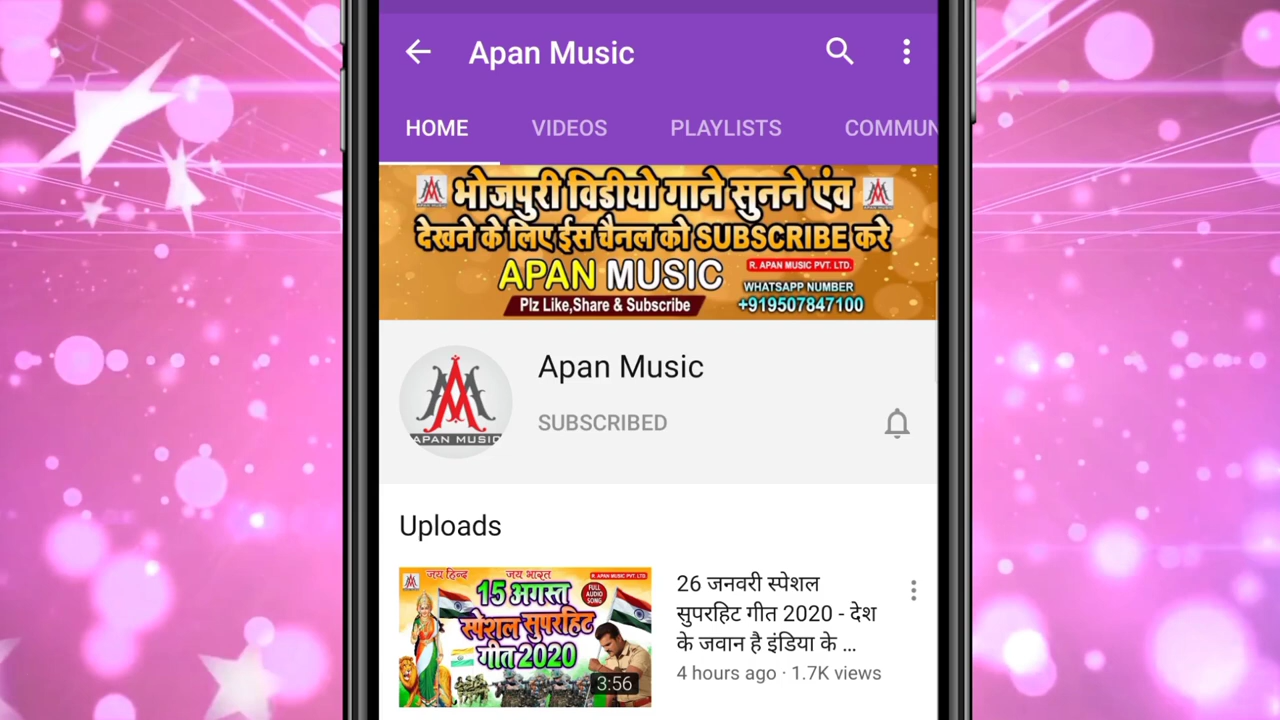 Apan Music
HOME VIDEOS PLAYLISTS COMMUN
भोजपुरी विडीयो गाने सुनने एंव
देखने के लिए ईस चैनल को SUBSCRIBE करे
APAN MUSIC
R. APAN MUSIC PVT. LTD.
Plz Like,Share & Subscribe
WHATSAPP NUMBER
+919507847100
Apan Music
SUBSCRIBED
APAN MUSIC
Uploads
जय हिन्द जय भारत
R. APAN MUSIC PVT. LTD.
15 अगस्त
FULL
AUDIO
SONG
स्पेशल सुपरहिट
गीत 2020
3:56
26 जनवरी स्पेशल
सुपरहिट गीत 2020 - देश
के जवान है इंडिया के ...
4 hours ago · 1.7K views